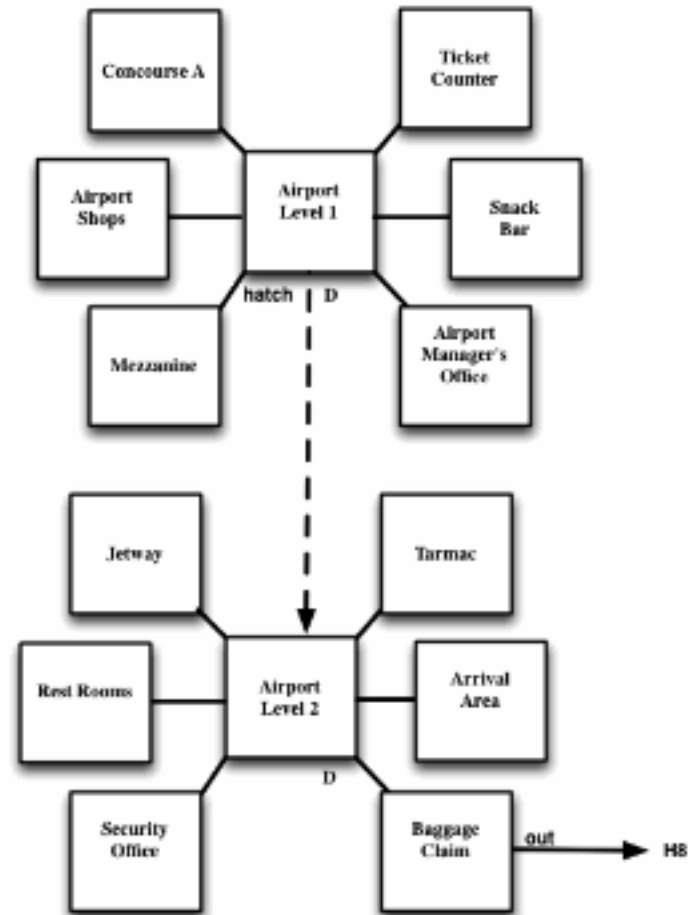 Concourse A
Ticket
Counter
Airport
Shops
Airport
Level 1
Snack
Bar
hatch
D
Mezzanine
Airport
Manager's
Office
Jetway
Tarmac
Rest Rooms
Airport
Level 2
Arrival
Area
D
Security
Office
Baggage
Claim
out
H8